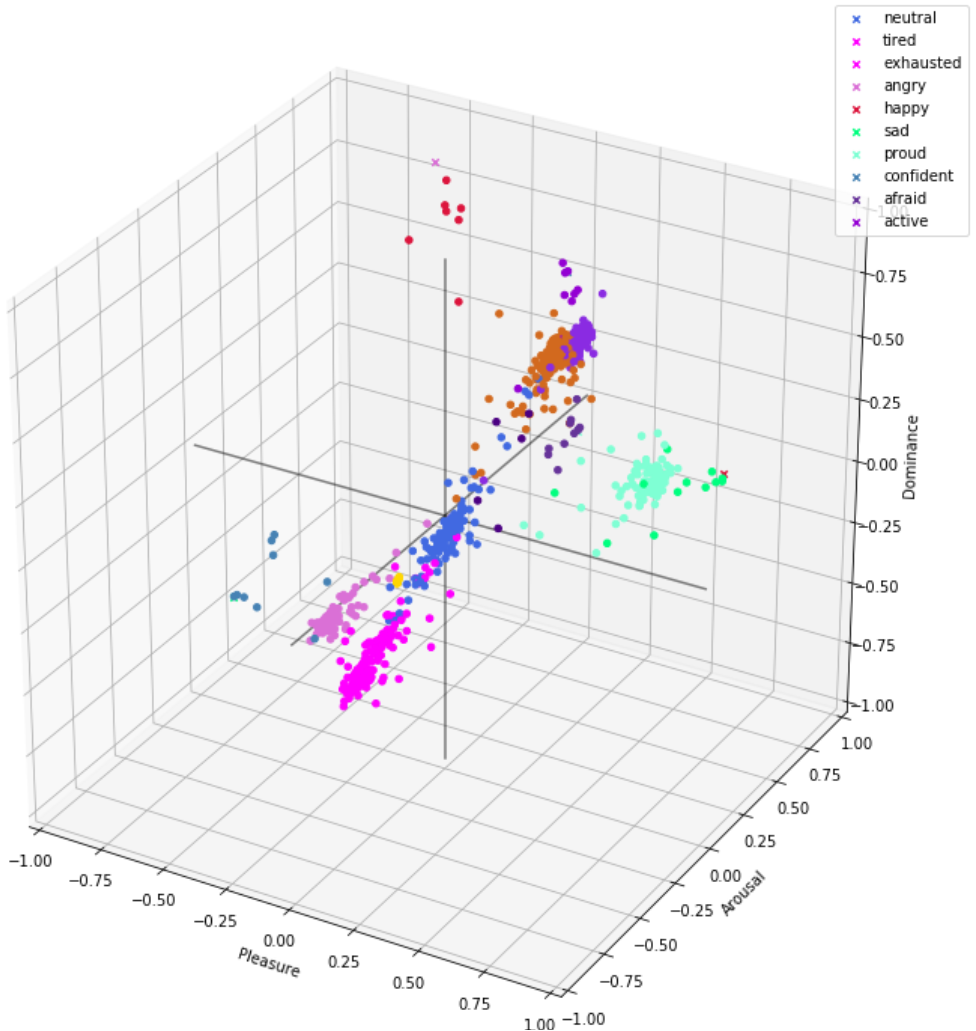 neutral
tired
exhausted
angry
happy
sad
proud
confident
afraid
active
1.00
0.75
0.50
0.25
0.00
−0.25
−0.50
−0.75
−1.00
Dominance
1.00
0.75
0.50
0.25
0.00
−0.25
−0.50
−0.75
−1.00
Arousal
−1.00
−0.75
−0.50
−0.25
0.00
0.25
0.50
0.75
1.00
Pleasure